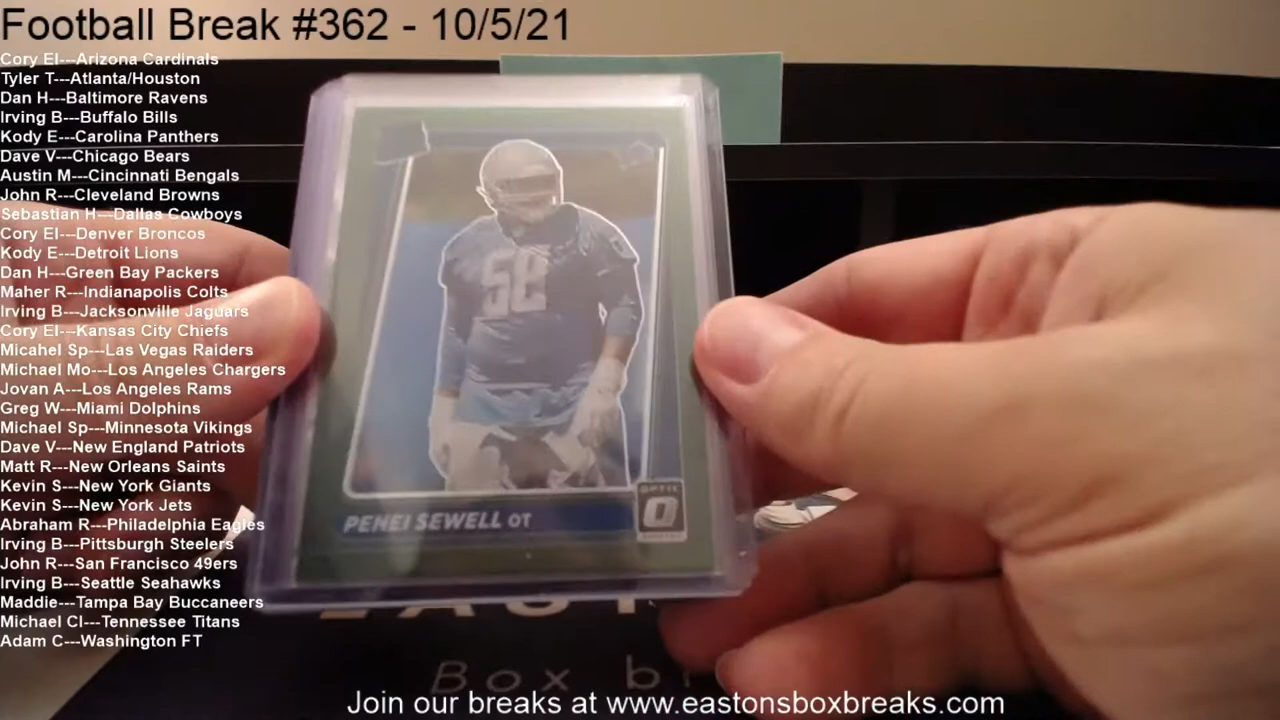 Football Break #362 - 10/5/21
Cory El---Arizona Cardinals
Tyler T---Atlanta/Houston
Dan H---Baltimore Ravens
Irving B---Buffalo Bills
Kody E---Carolina Panthers
Dave V---Chicago Bears
Austin M---Cincinnati Bengals
John R---Cleveland Browns
Sebastian H---Dallas Cowboys
Cory El---Denver Broncos
Kody E---Detroit Lions
Dan H---Green Bay Packers
Maher R---Indianapolis Colts
Irving B---Jacksonville Jaguars
Cory El---Kansas City Chiefs
Micahel Sp---Las Vegas Raiders
Michael Mo---Los Angeles Chargers
Jovan A---Los Angeles Rams
Greg W---Miami Dolphins
Michael Sp---Minnesota Vikings
Dave V---New England Patriots
Matt R---New Orleans Saints
Kevin S---New York Giants
Kevin S---New York Jets
Abraham R---Philadelphia Eagles
Irving B---Pittsburgh Steelers
John R---San Francisco 49ers
Irving B---Seattle Seahawks
Maddie---Tampa Bay Buccaneers
Michael Cl---Tennessee Titans
Adam C---Washington FT
58
PENEI SEWELL OT
OPTIC
Box
Join our breaks at www.eastonsboxbreaks.com